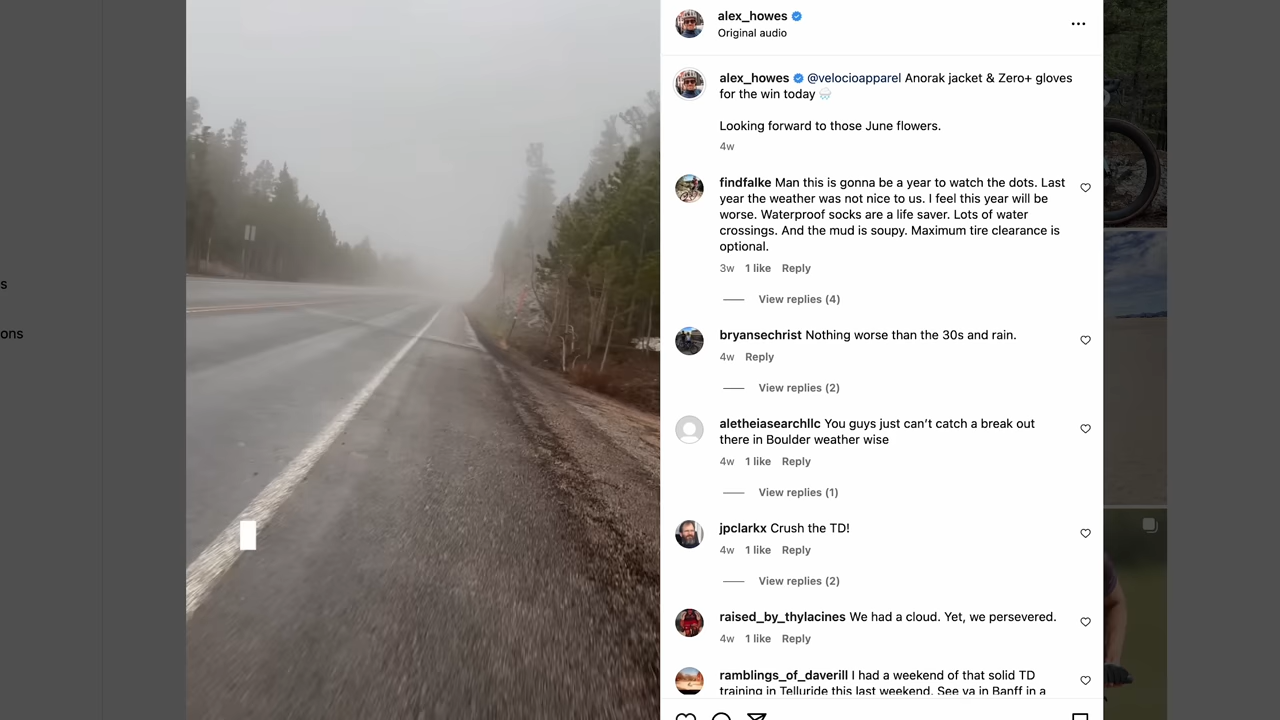 alex_howes
Original audio
alex_howes @velocioapparel Anorak jacket & Zero+ gloves
for the win today 🌧️
Looking forward to those June flowers.
4w
findfalke Man this is gonna be a year to watch the dots. Last
year the weather was not nice to us. I feel this year will be
worse. Waterproof socks are a life saver. Lots of water
crossings. And the mud is soupy. Maximum tire clearance is
optional.
3w 1 like Reply
View replies (4)
bryansechrist Nothing worse than the 30s and rain.
4w Reply
View replies (2)
aletheiasearchllc You guys just can’t catch a break out
there in Boulder weather wise
4w 1 like Reply
View replies (1)
jpclarkx Crush the TD!
4w 1 like Reply
View replies (2)
raised_by_thylacines We had a cloud. Yet, we persevered.
4w 1 like Reply
ramblings_of_daverill I had a weekend of that solid TD
training in Telluride this last weekend. See ya in Banff in a
s
ons